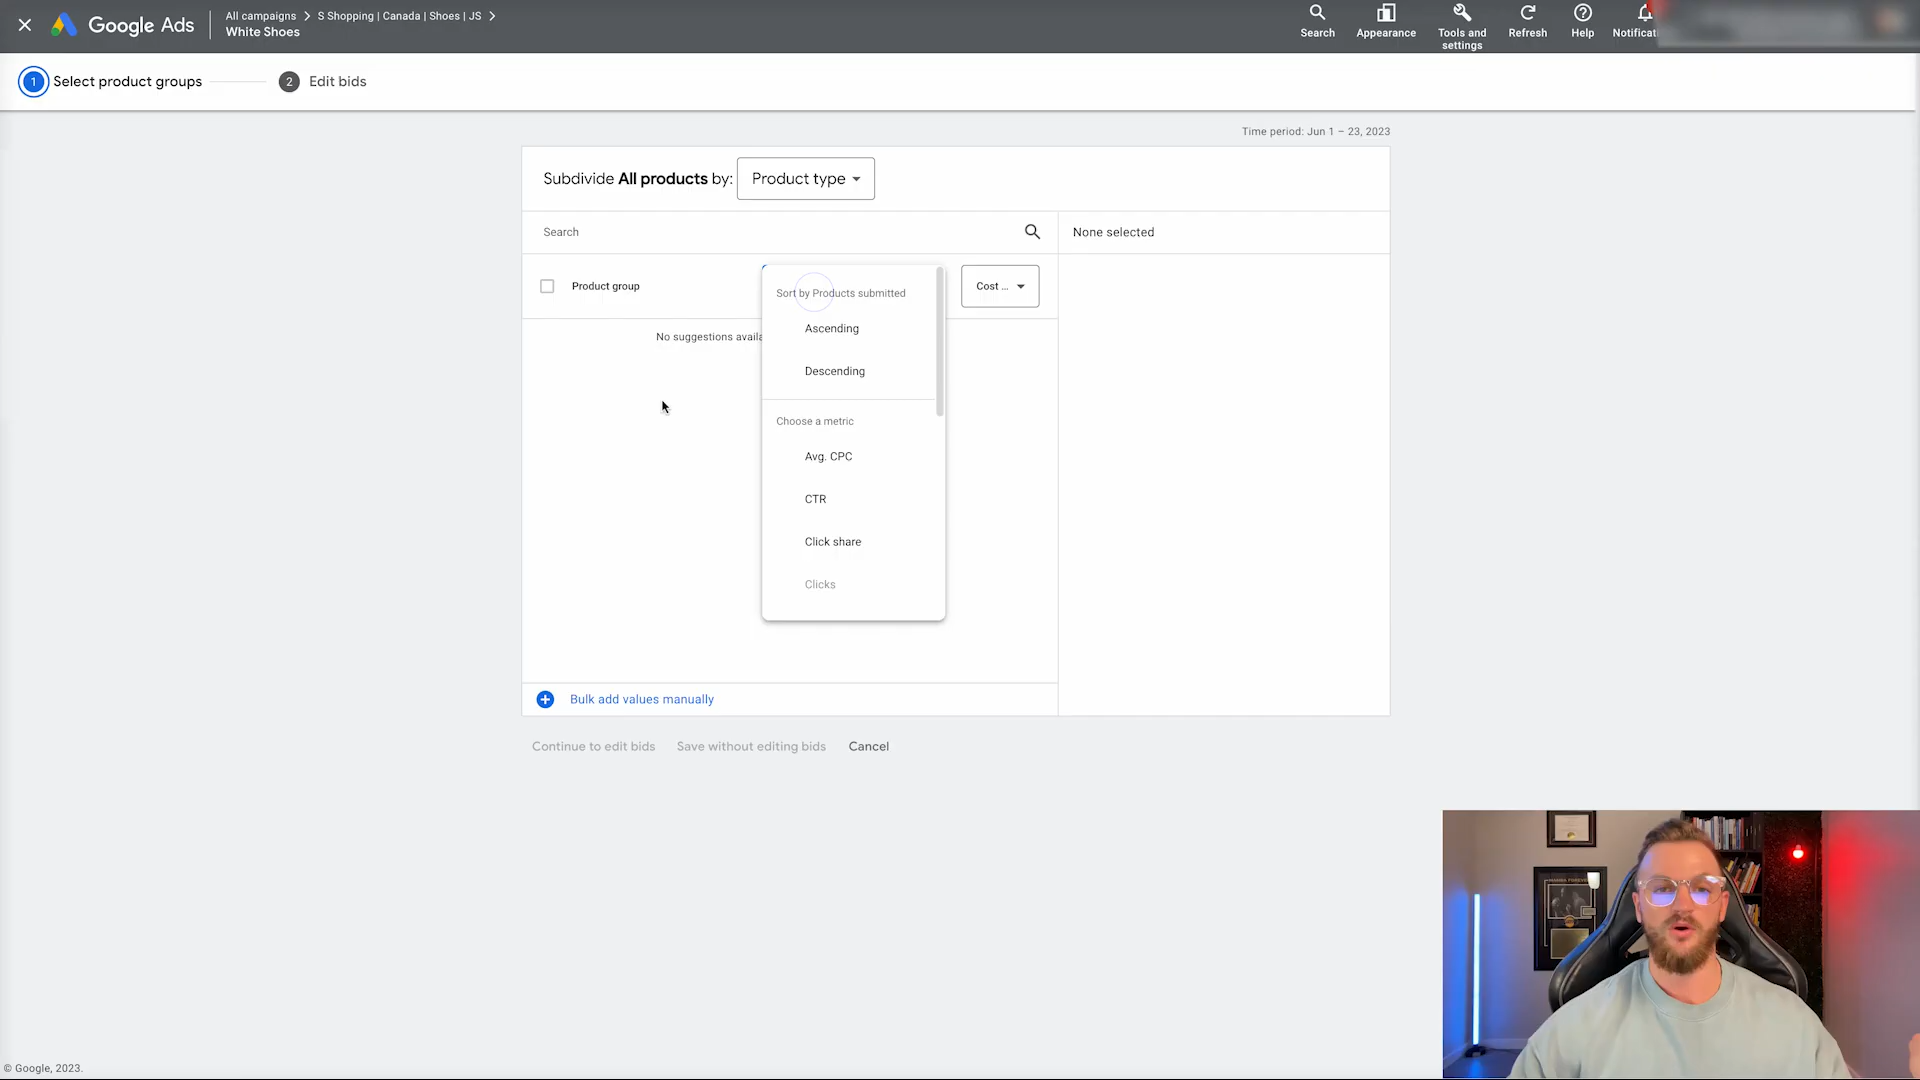 Google Ads
All campaigns
S Shopping | Canada | Shoes | JS
White Shoes
Search
Appearance
Tools and
settings
Refresh
Help
Notificat
1
Select product groups
2
Edit bids
Time period: Jun 1 – 23, 2023
Subdivide All products by:
Product type
Search
None selected
Product group
Cost ...
No suggestions availa
Sort by Products submitted
Ascending
Descending
Choose a metric
Avg. CPC
CTR
Click share
Clicks
Bulk add values manually
Continue to edit bids
Save without editing bids
Cancel
© Google, 2023.